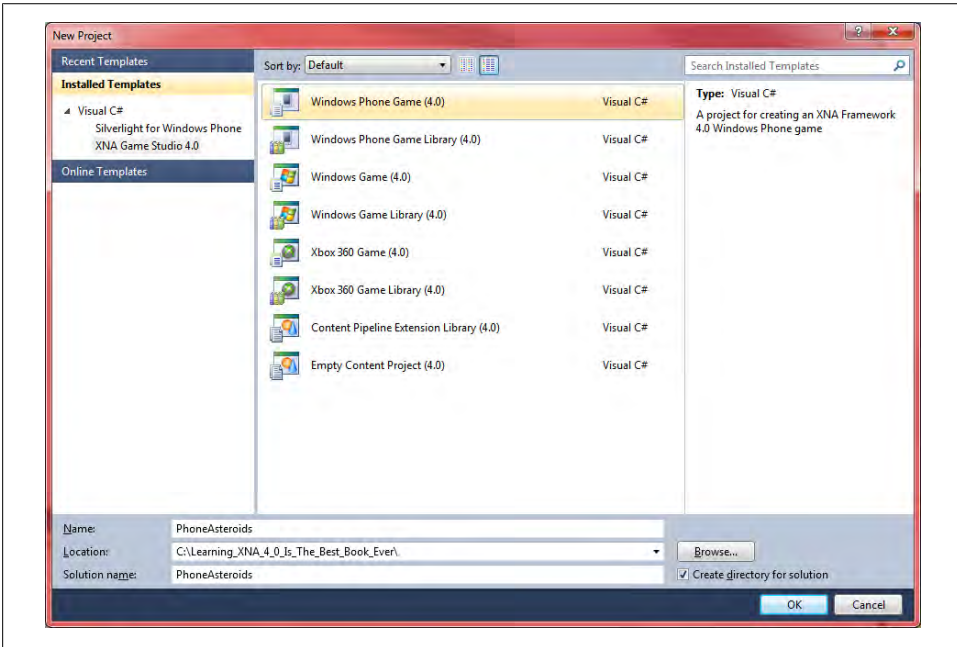 New Project
Recent Templates
Installed Templates
Visual C#
Silverlight for Windows Phone
XNA Game Studio 4.0
Online Templates
Sort by: Default
Search Installed Templates
Windows Phone Game (4.0) Visual C#
Windows Phone Game Library (4.0) Visual C#
Windows Game (4.0) Visual C#
Windows Game Library (4.0) Visual C#
Xbox 360 Game (4.0) Visual C#
Xbox 360 Game Library (4.0) Visual C#
Content Pipeline Extension Library (4.0) Visual C#
Empty Content Project (4.0) Visual C#
Type: Visual C#
A project for creating an XNA Framework
4.0 Windows Phone game
Name: PhoneAsteroids
Location: C:\Learning_XNA_4_0_Is_The_Best_Book_Ever\
Browse...
Solution name: PhoneAsteroids
Create directory for solution
OK Cancel